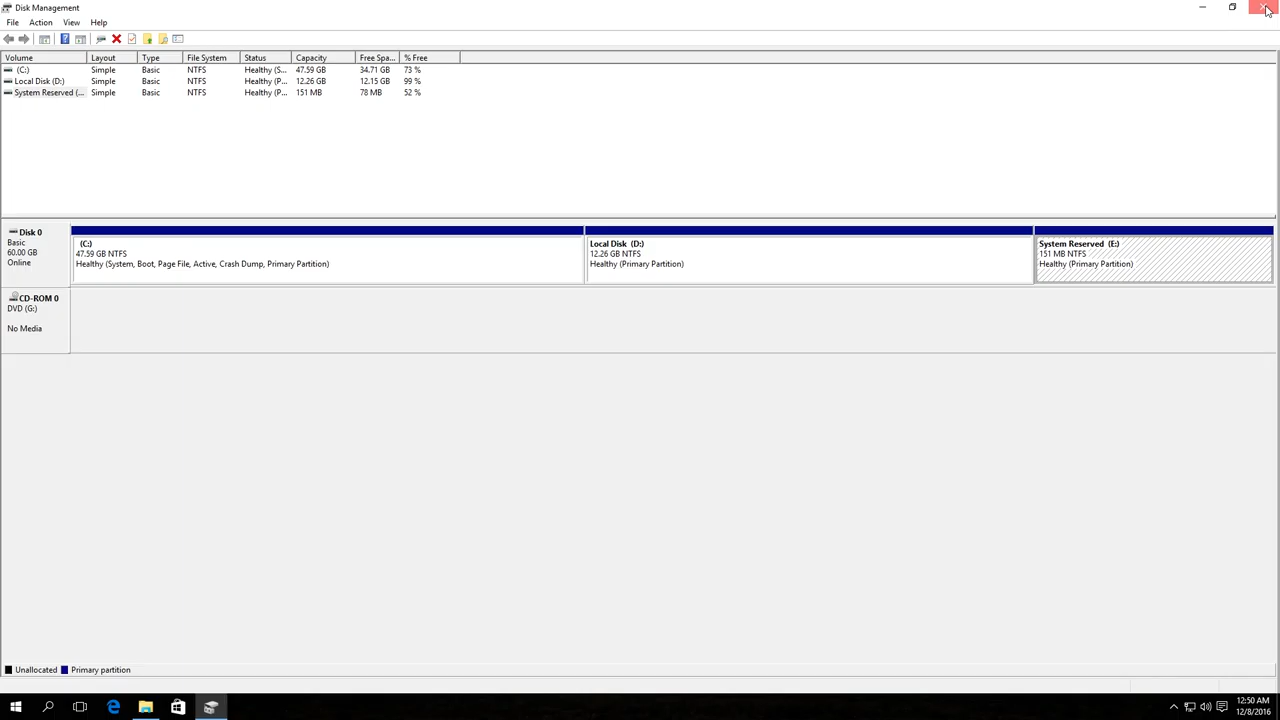 Disk Management
File Action View Help
Volume Layout Type File System Status Capacity Free Spa... % Free
(C:) Simple Basic NTFS Healthy (S... 47.59 GB 34.71 GB 73 %
Local Disk (D:) Simple Basic NTFS Healthy (P... 12.26 GB 12.15 GB 99 %
System Reserved (... Simple Basic NTFS Healthy (P... 151 MB 78 MB 52 %
Disk 0
Basic
60.00 GB
Online
(C:)
47.59 GB NTFS
Healthy (System, Boot, Page File, Active, Crash Dump, Primary Partition)
Local Disk (D:)
12.26 GB NTFS
Healthy (Primary Partition)
System Reserved (E:)
151 MB NTFS
Healthy (Primary Partition)
CD-ROM 0
DVD (G:)
No Media
Unallocated Primary partition
12:50 AM
12/8/2016